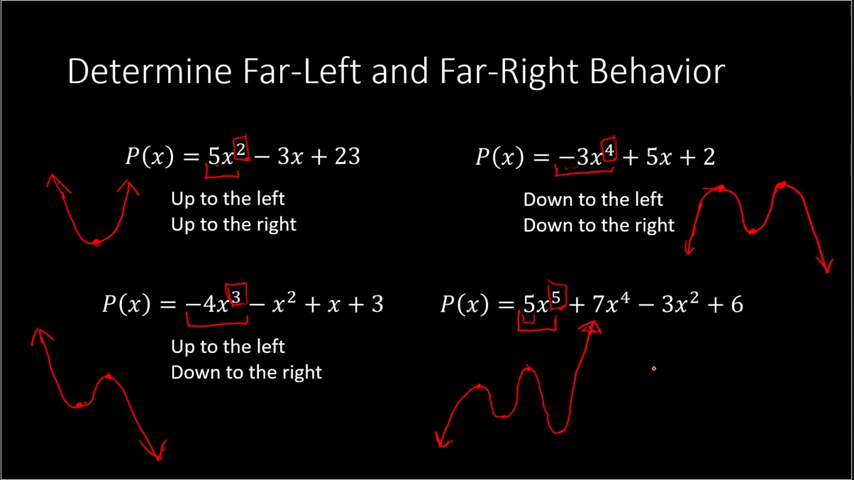 Determine Far-Left and Far-Right Behavior
P(x) = 5x² − 3x + 23
Up to the left
Up to the right
P(x) = −3x⁴ + 5x + 2
Down to the left
Down to the right
P(x) = −4x³ − x² + x + 3
Up to the left
Down to the right
P(x) = 5x⁵ + 7x⁴ − 3x² + 6